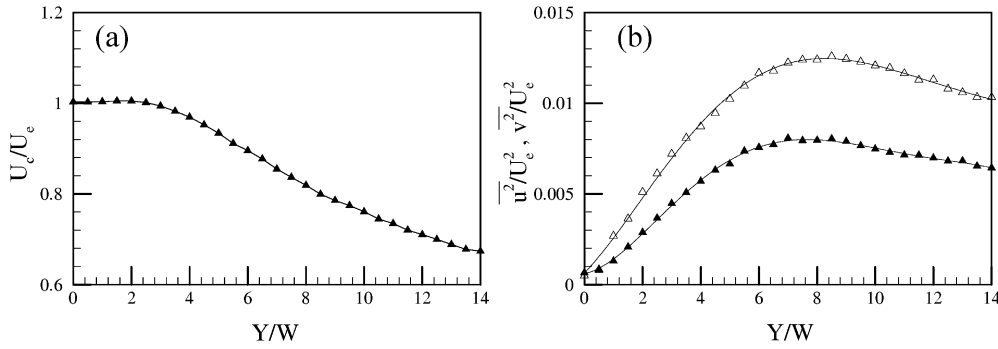 (a)
1.2
1
0.8
0.6
U_c/U_e
0 2 4 6 8 10 12 14
Y/W
(b)
0.015
0.01
0.005
0
u̅²/U_e², v̅²/U_e²
0 2 4 6 8 10 12 14
Y/W